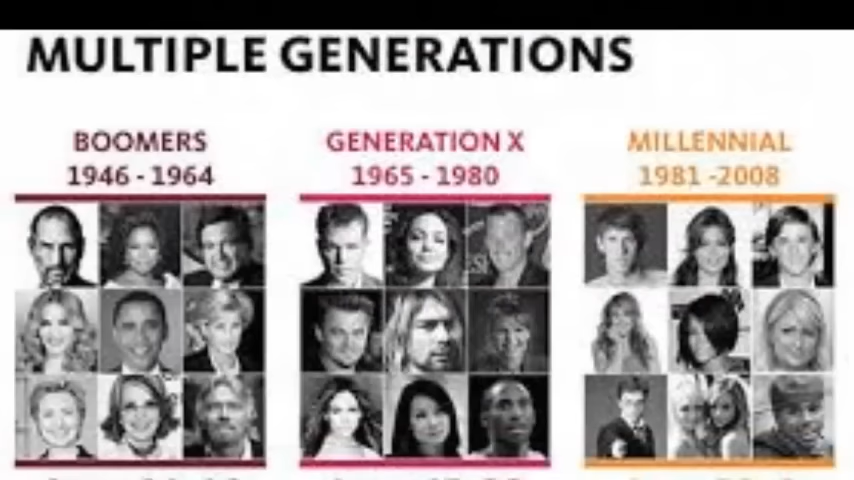 MULTIPLE GENERATIONS
BOOMERS
1946 - 1964
GENERATION X
1965 - 1980
MILLENNIAL
1981 -2008